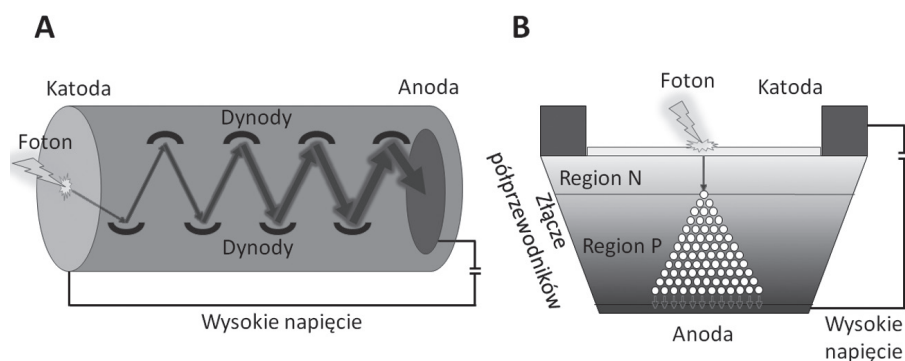 A
Katoda
Anoda
Dynody
Foton
Dynody
Wysokie napięcie
B
Foton
Katoda
Region N
Złącze
półprzewodników
Region P
Anoda
Wysokie
napięcie